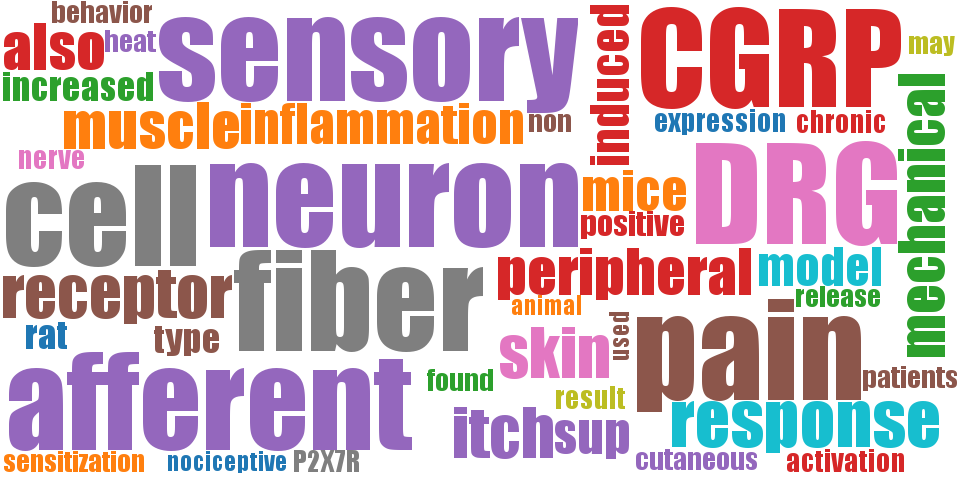 behavior
also
heat
increased
sensory
induced
CGRP
may
muscle
inflammation
non
expression
chronic
mechanical
nerve
cell
neuron
mice
positive
DRG
receptor
fiber
peripheral
model
animal
release
rat
type
skin
used
pain
afferent
found
result
patients
response
itch
sup
sensitization
nociceptive
P2X7R
cutaneous
activation